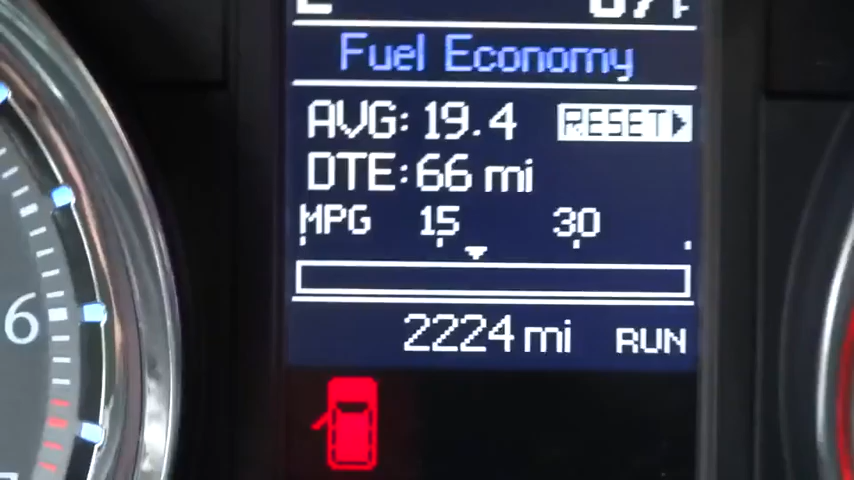 Fuel Economy
AVG: 19.4 RESET
DTE: 66 mi
MPG 15 30
2224 mi RUN
6